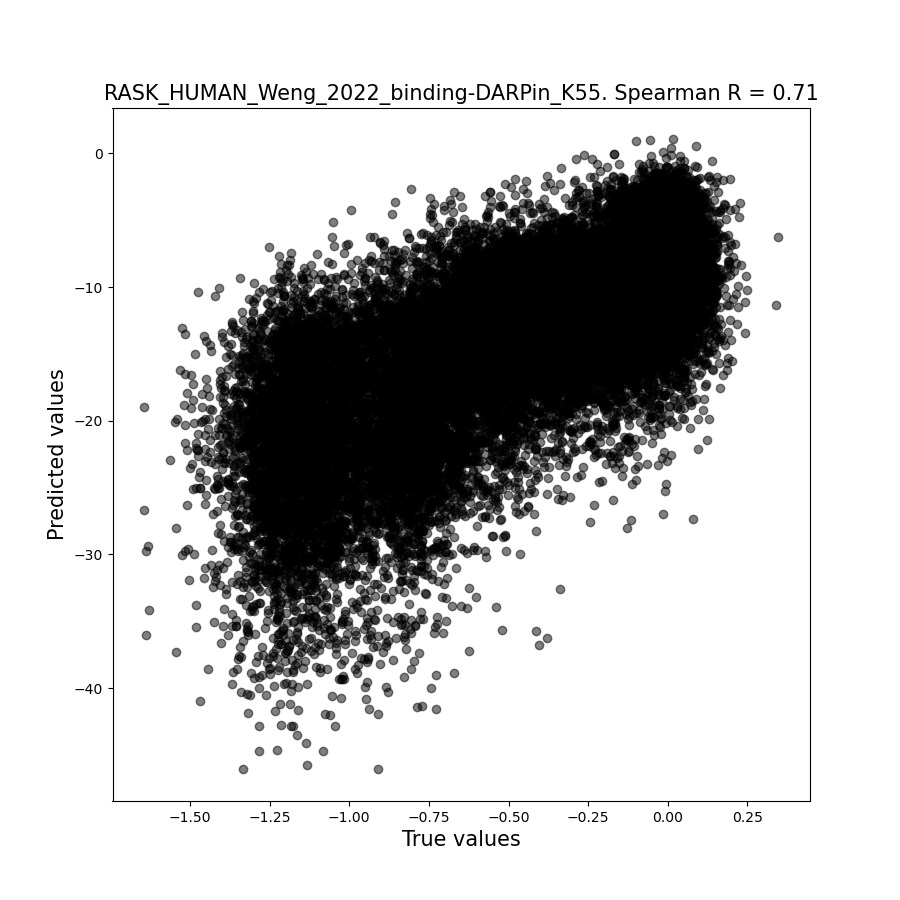 RASK_HUMAN_Weng_2022_binding-DARPin_K55. Spearman R = 0.71
0
−10
−20
−30
−40
Predicted values
−1.50 −1.25 −1.00 −0.75 −0.50 −0.25 0.00 0.25
True values